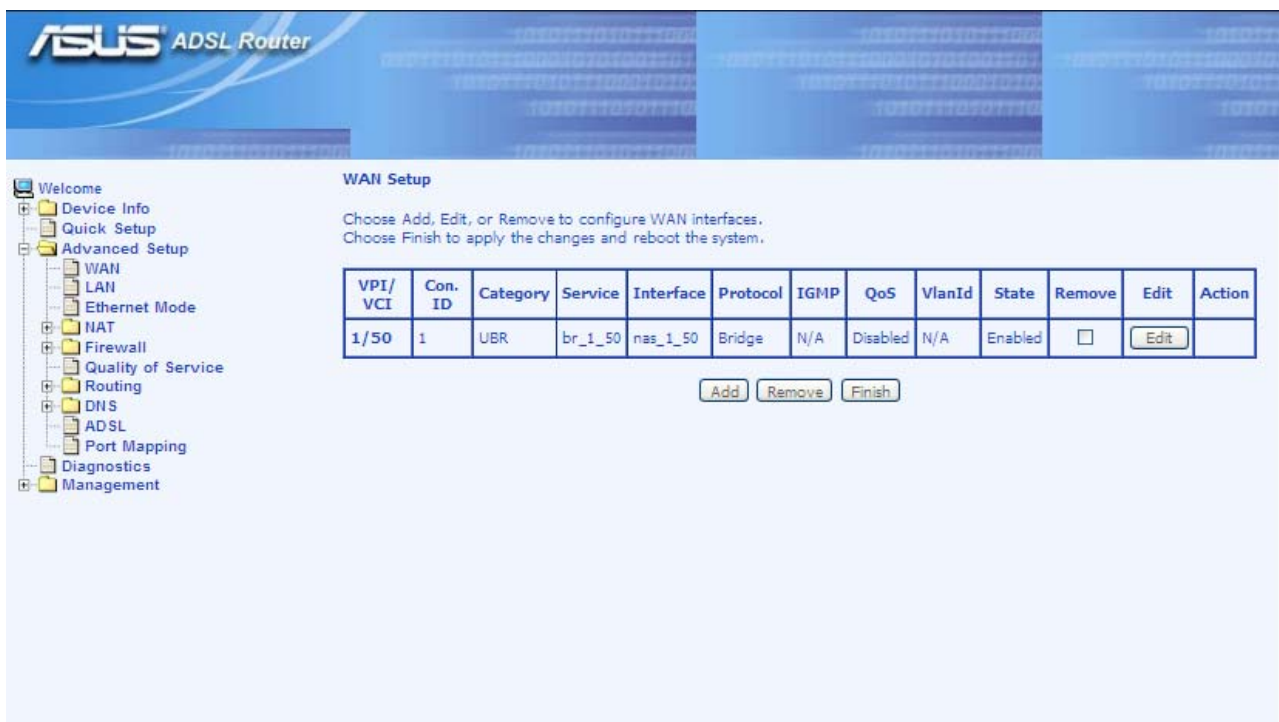 ASUS ADSL Router
Welcome
Device Info
Quick Setup
Advanced Setup
WAN
LAN
Ethernet Mode
NAT
Firewall
Quality of Service
Routing
DNS
ADSL
Port Mapping
Diagnostics
Management
WAN Setup
Choose Add, Edit, or Remove to configure WAN interfaces.
Choose Finish to apply the changes and reboot the system.
VPI/VCI Con. ID Category Service Interface Protocol IGMP QoS VlanId State Remove Edit Action
1/50 1 UBR br_1_50 nas_1_50 Bridge N/A Disabled N/A Enabled Edit
Add Remove Finish